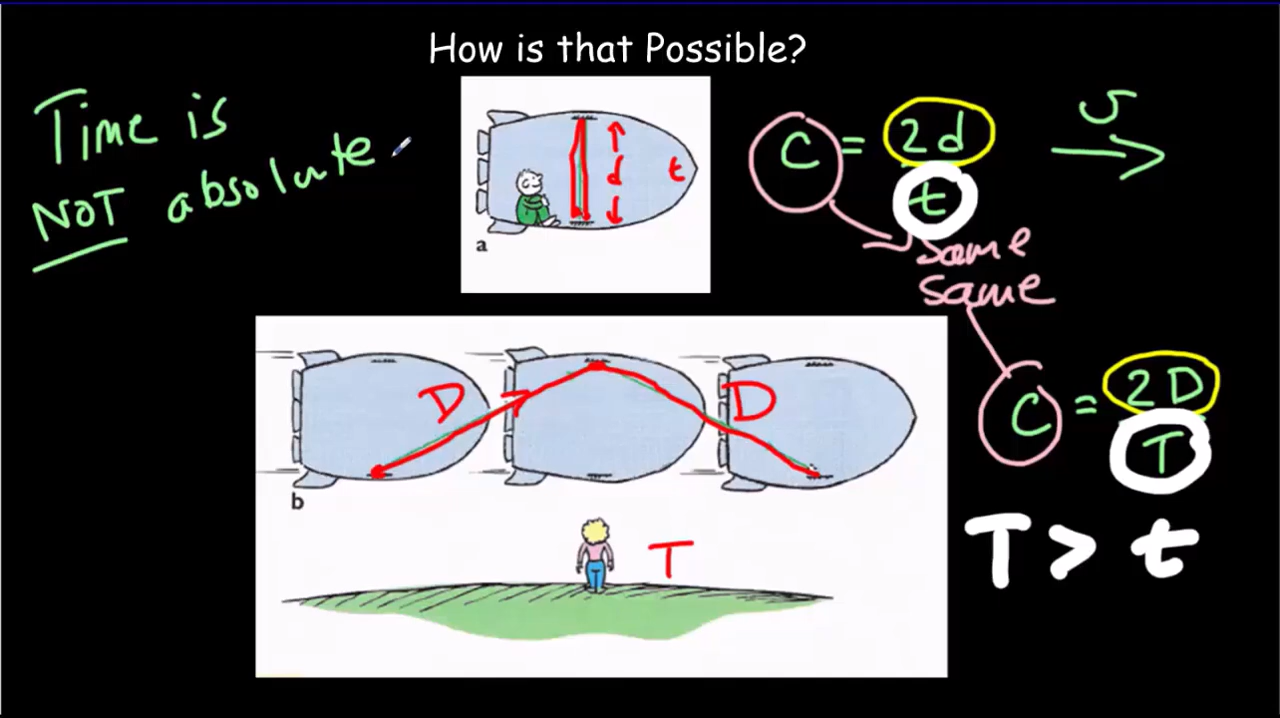 How is that Possible?
Time is
NOT absolute
d
t
a
C = 2d
t
v
same
same
D
D
b
T
C = 2D
T
T > t